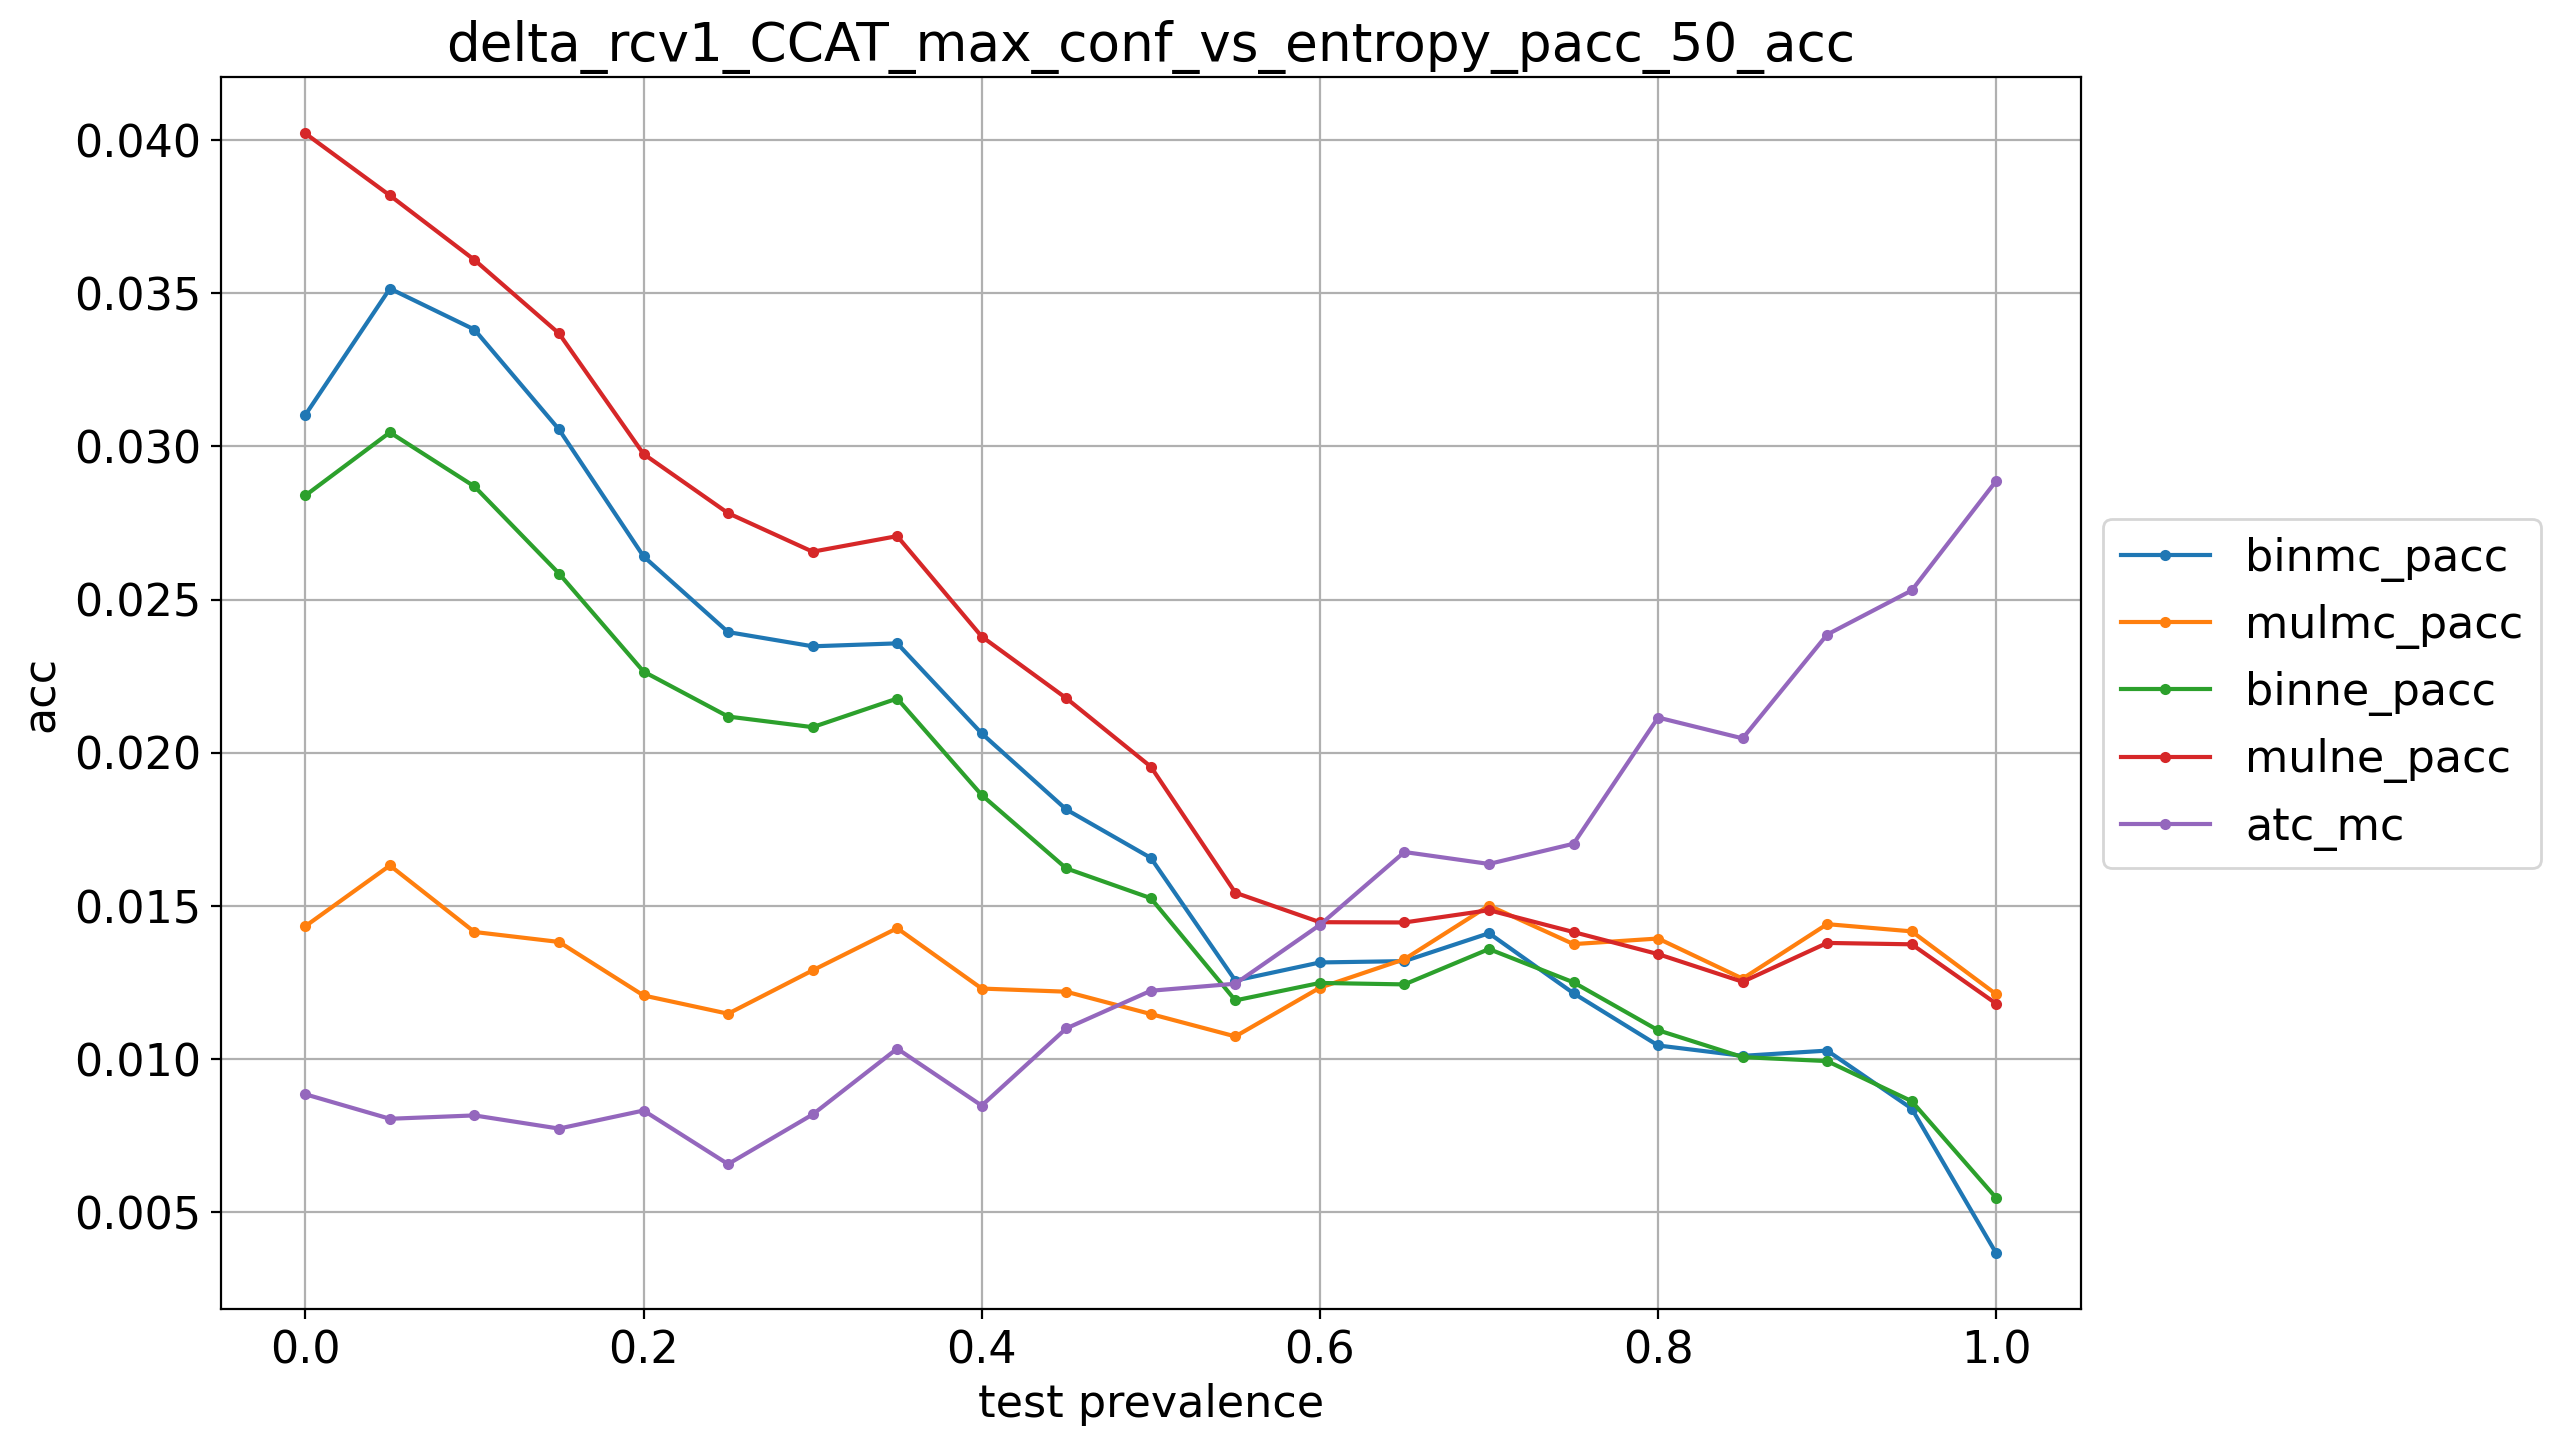 delta_rcv1_CCAT_max_conf_vs_entropy_pacc_50_acc
0.040
0.035
0.030
0.025
0.020
0.015
0.010
0.005
acc
0.0 0.2 0.4 0.6 0.8 1.0
test prevalence
binmc_pacc
mulmc_pacc
binne_pacc
mulne_pacc
atc_mc